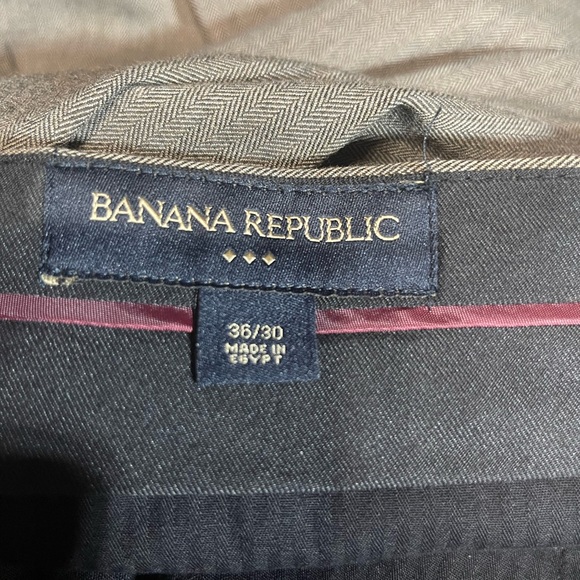 BANANA REPUBLIC
36/30
MADE IN
EGYPT